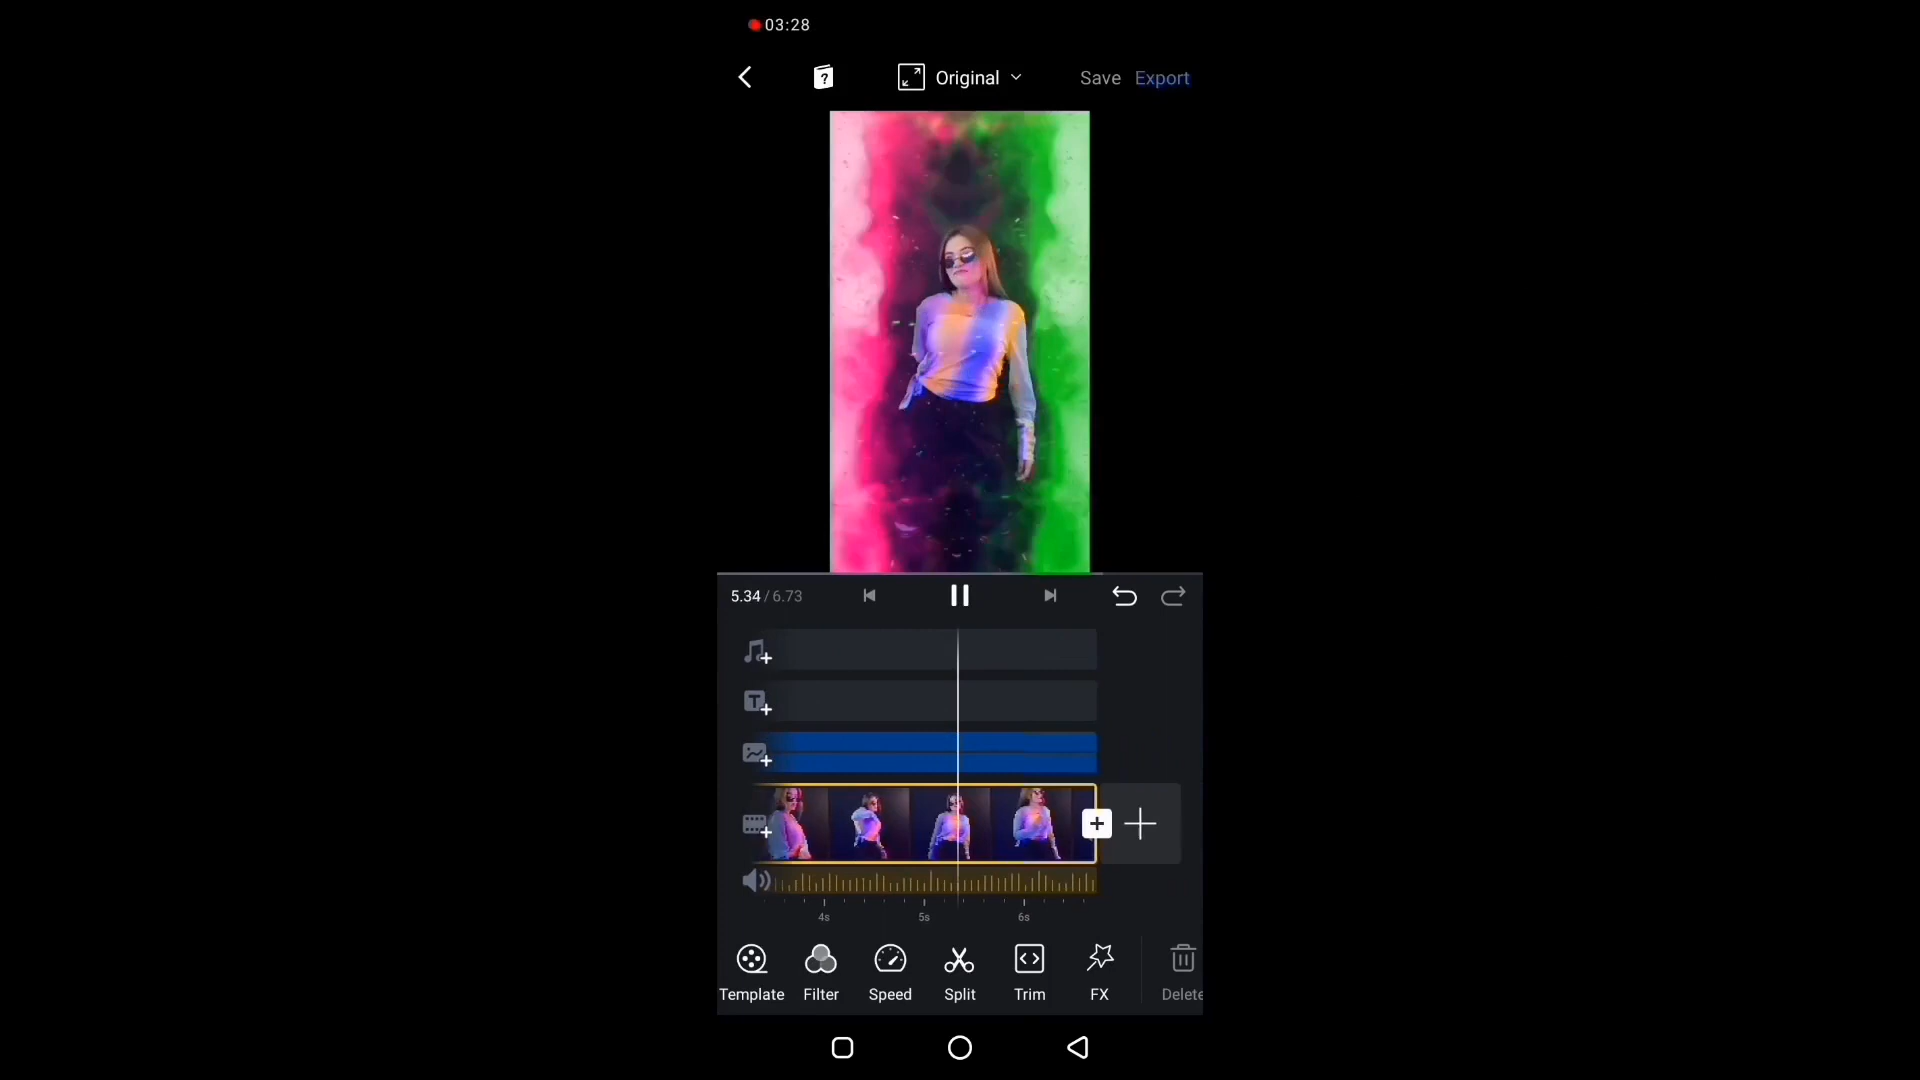 03:28
Original
Save
Export
5.34 / 6.73
4s
5s
6s
Template
Filter
Speed
Split
Trim
FX
Delete